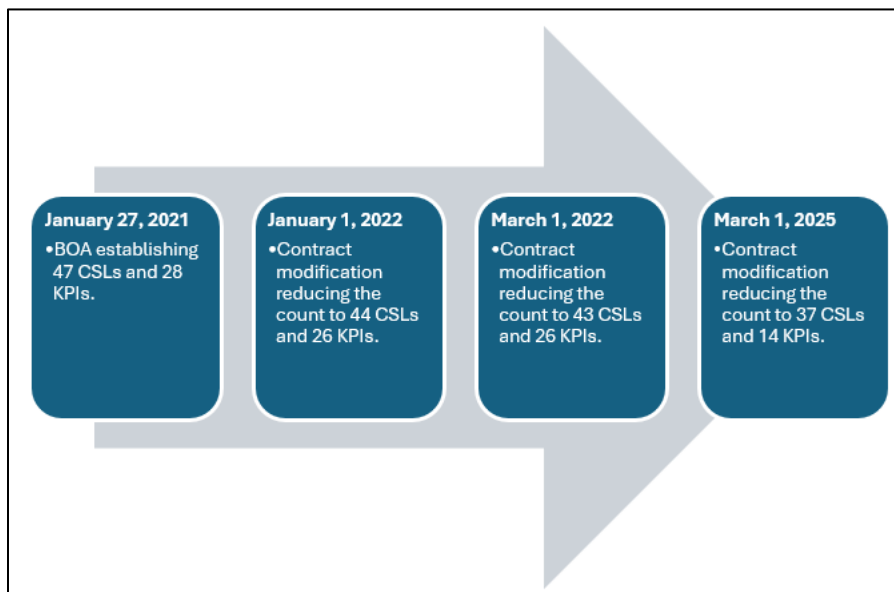 January 27, 2021
•BOA establishing
47 CSLs and 28
KPIs.
January 1, 2022
•Contract
modification
reducing the
count to 44 CSLs
and 26 KPIs.
March 1, 2022
•Contract
modification
reducing the
count to 43 CSLs
and 26 KPIs.
March 1, 2025
•Contract
modification
reducing the
count to 37 CSLs
and 14 KPIs.